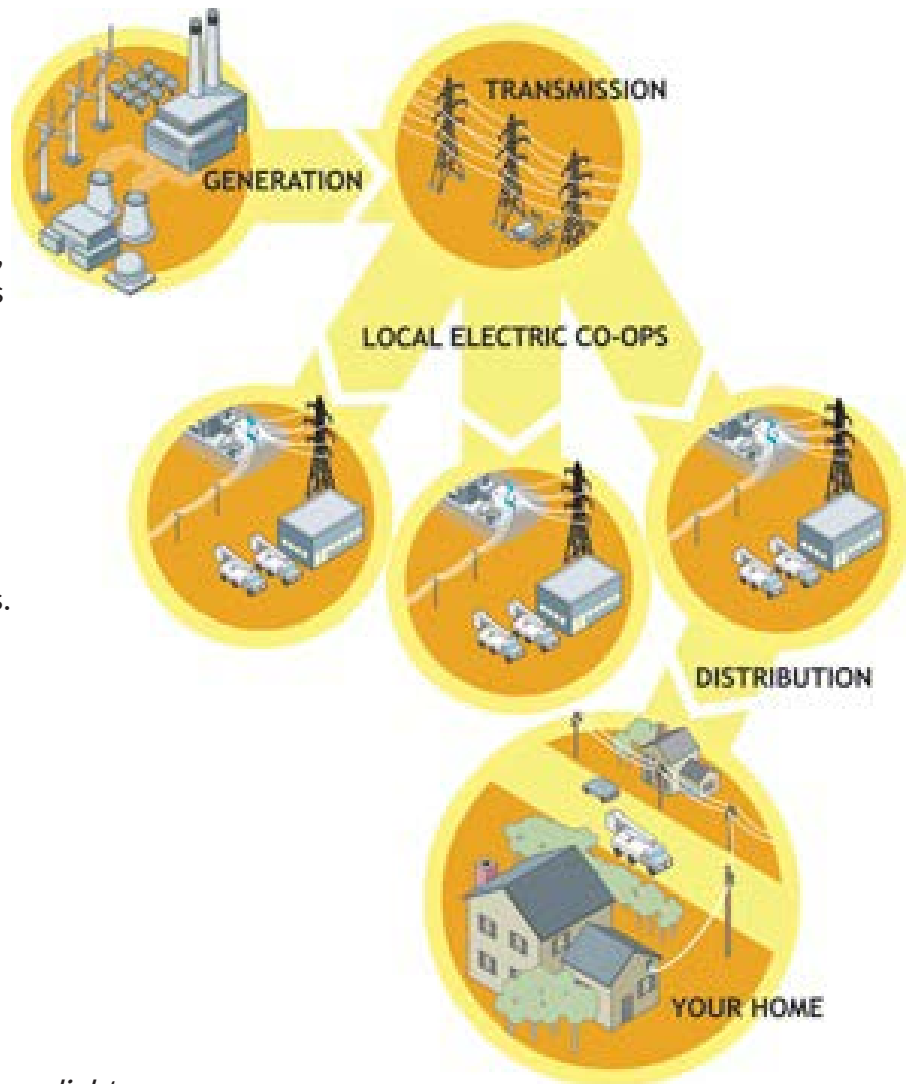 TRANSMISSION
GENERATION
s
LOCAL ELECTRIC CO-OPS
s.
DISTRIBUTION
YOUR HOME